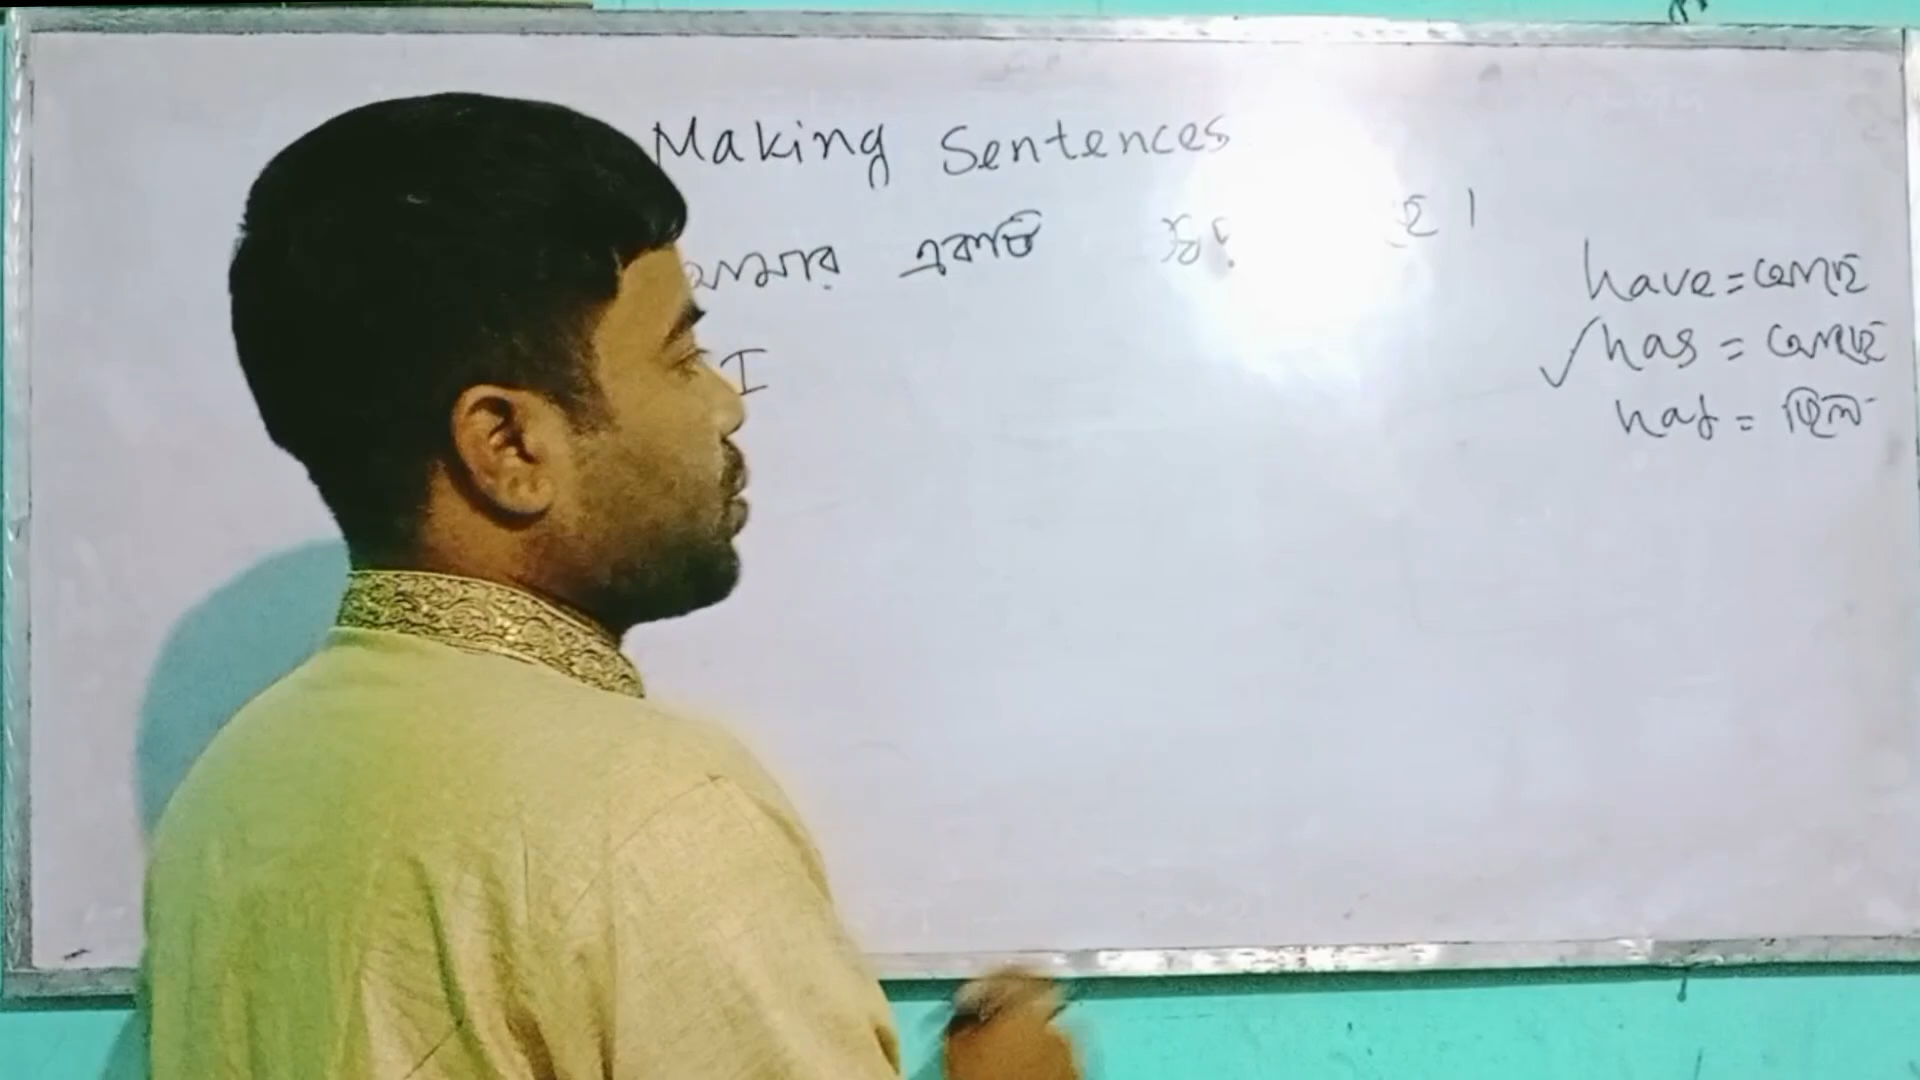 Making Sentences
আমার একটি
I
have = আছে
✓has = আছে
had = ছিল